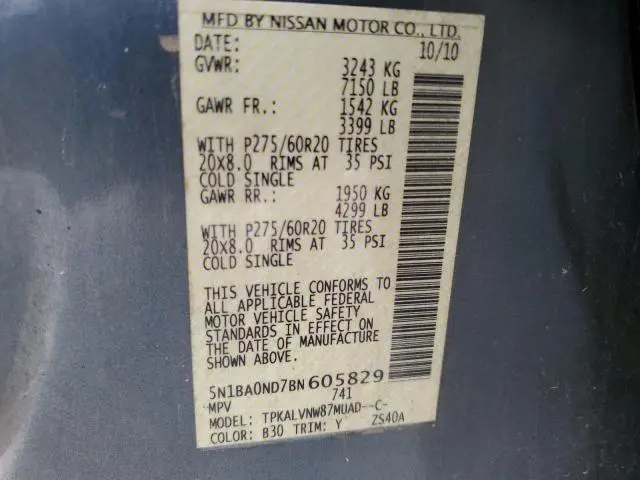 MFD BY NISSAN MOTOR CO., LTD.
DATE: 10/10
GVWR: 3243 KG
7150 LB
GAWR FR.: 1542 KG
3399 LB
WITH P275/60R20 TIRES
20X8.0 RIMS AT 35 PSI
COLD SINGLE
GAWR RR.: 1950 KG
4299 LB
WITH P275/60R20 TIRES
20X8.0 RIMS AT 35 PSI
COLD SINGLE
THIS VEHICLE CONFORMS TO
ALL APPLICABLE FEDERAL
MOTOR VEHICLE SAFETY
STANDARDS IN EFFECT ON
THE DATE OF MANUFACTURE
SHOWN ABOVE.
5N1BA0ND7BN605829
MPV 741
MODEL: TPKALVNW87MUAD--C-
COLOR: B30 TRIM: Y ZS40A